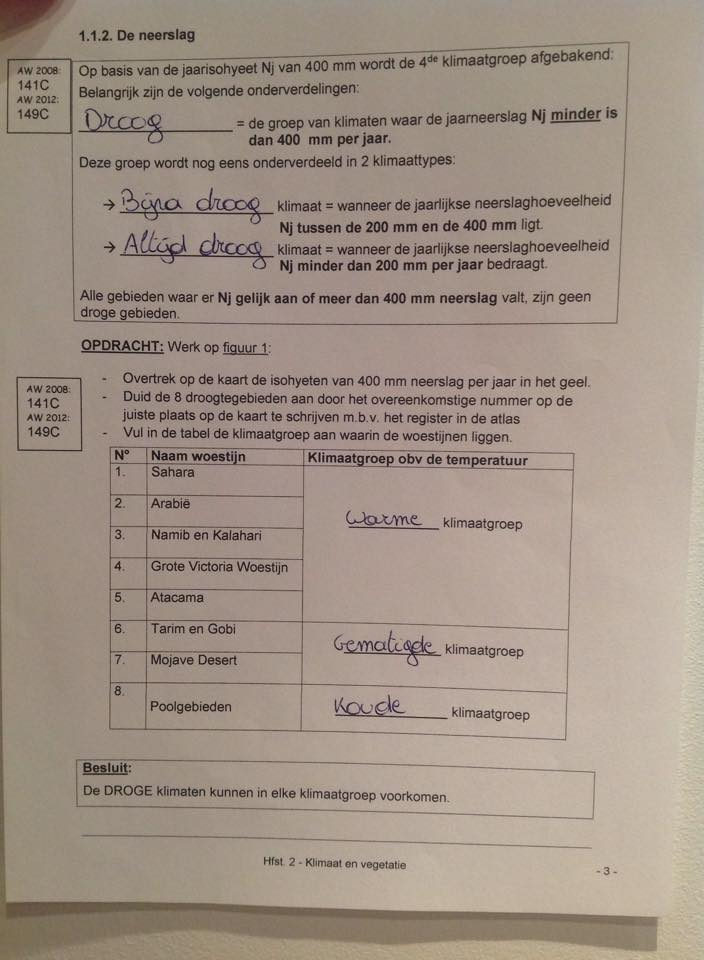 1.1.2. De neerslag
AW 2008:
141C
AW 2012:
149C
Op basis van de jaarisohyeet Nj van 400 mm wordt de 4de klimaatgroep afgebakend:
Belangrijk zijn de volgende onderverdelingen:
Droog = de groep van klimaten waar de jaarneerslag Nj minder is
dan 400 mm per jaar.
Deze groep wordt nog eens onderverdeeld in 2 klimaattypes:
→ Bijna droog klimaat = wanneer de jaarlijkse neerslaghoeveelheid
Nj tussen de 200 mm en de 400 mm ligt.
→ Altijd droog klimaat = wanneer de jaarlijkse neerslaghoeveelheid
Nj minder dan 200 mm per jaar bedraagt.
Alle gebieden waar er Nj gelijk aan of meer dan 400 mm neerslag valt, zijn geen
droge gebieden.
OPDRACHT: Werk op figuur 1:
AW 2008:
141C
AW 2012:
149C
- Overtrek op de kaart de isohyeten van 400 mm neerslag per jaar in het geel.
- Duid de 8 droogtegebieden aan door het overeenkomstige nummer op de
juiste plaats op de kaart te schrijven m.b.v. het register in de atlas
- Vul in de tabel de klimaatgroep aan waarin de woestijnen liggen.
N° Naam woestijn Klimaatgroep obv de temperatuur
1. Sahara
2. Arabië
Warme klimaatgroep
3. Namib en Kalahari
4. Grote Victoria Woestijn
5. Atacama
6. Tarim en Gobi
Gematigde klimaatgroep
7. Mojave Desert
8. Poolgebieden Koude klimaatgroep
Besluit:
De DROGE klimaten kunnen in elke klimaatgroep voorkomen.
Hfst. 2 - Klimaat en vegetatie
- 3 -